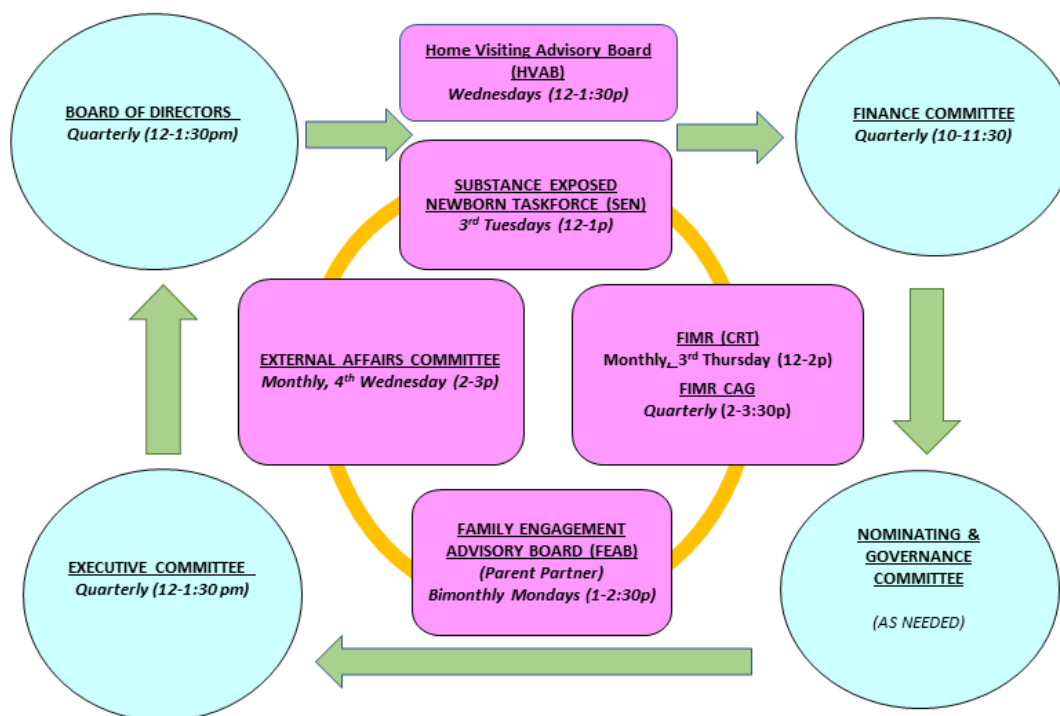 Home Visiting Advisory Board
(HVAB)
Wednesdays (12-1:30p)
BOARD OF DIRECTORS
Quarterly (12-1:30pm)
FINANCE COMMITTEE
Quarterly (10-11:30)
SUBSTANCE EXPOSED
NEWBORN TASKFORCE (SEN)
3rd Tuesdays (12-1p)
EXTERNAL AFFAIRS COMMITTEE
Monthly, 4th Wednesday (2-3p)
FIMR (CRT)
Monthly, 3rd Thursday (12-2p)
FIMR CAG
Quarterly (2-3:30p)
EXECUTIVE COMMITTEE
Quarterly (12-1:30 pm)
FAMILY ENGAGEMENT
ADVISORY BOARD (FEAB)
(Parent Partner)
Bimonthly Mondays (1-2:30p)
NOMINATING &
GOVERNANCE
COMMITTEE
(AS NEEDED)